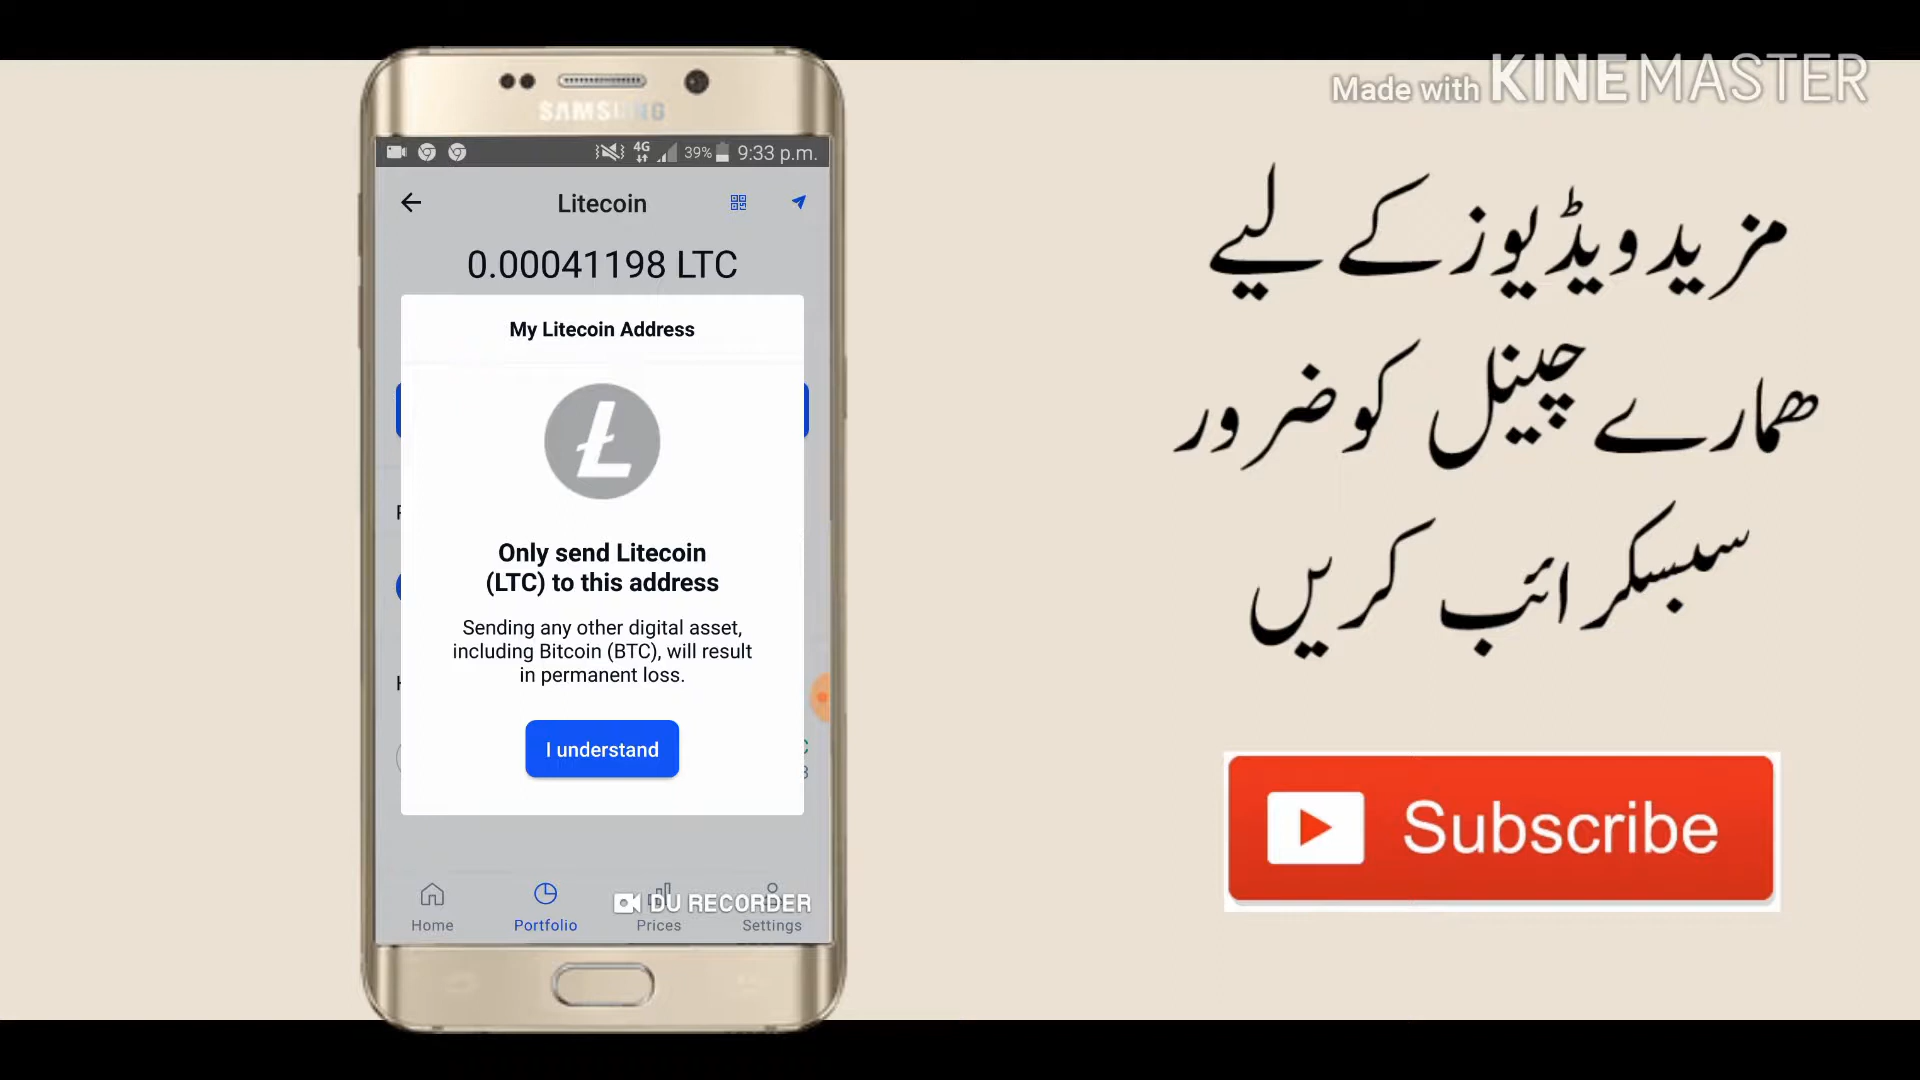 Made with KINEMASTER
SAMSUNG
4G 39% 9:33 p.m.
Litecoin
0.00041198 LTC
My Litecoin Address
Only send Litecoin
(LTC) to this address
Sending any other digital asset,
including Bitcoin (BTC), will result
in permanent loss.
I understand
DU RECORDER
Home Portfolio Prices Settings
مزید ویڈیوز کے لیے
ھمارے چینل کو ضرور
سبسکرائب کریں
Subscribe